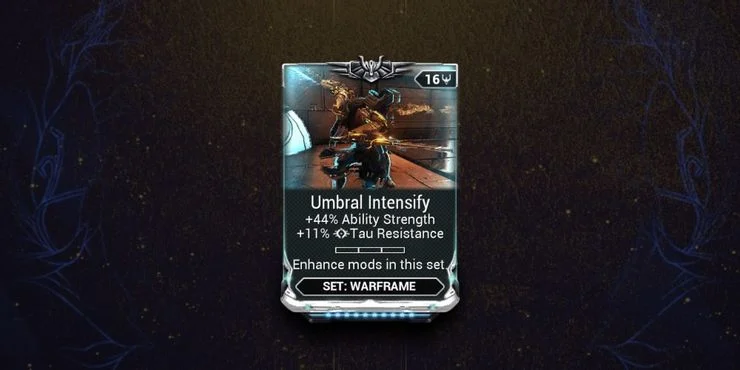 16
Umbral Intensify
+44% Ability Strength
+11% Tau Resistance
Enhance mods in this set.
SET: WARFRAME